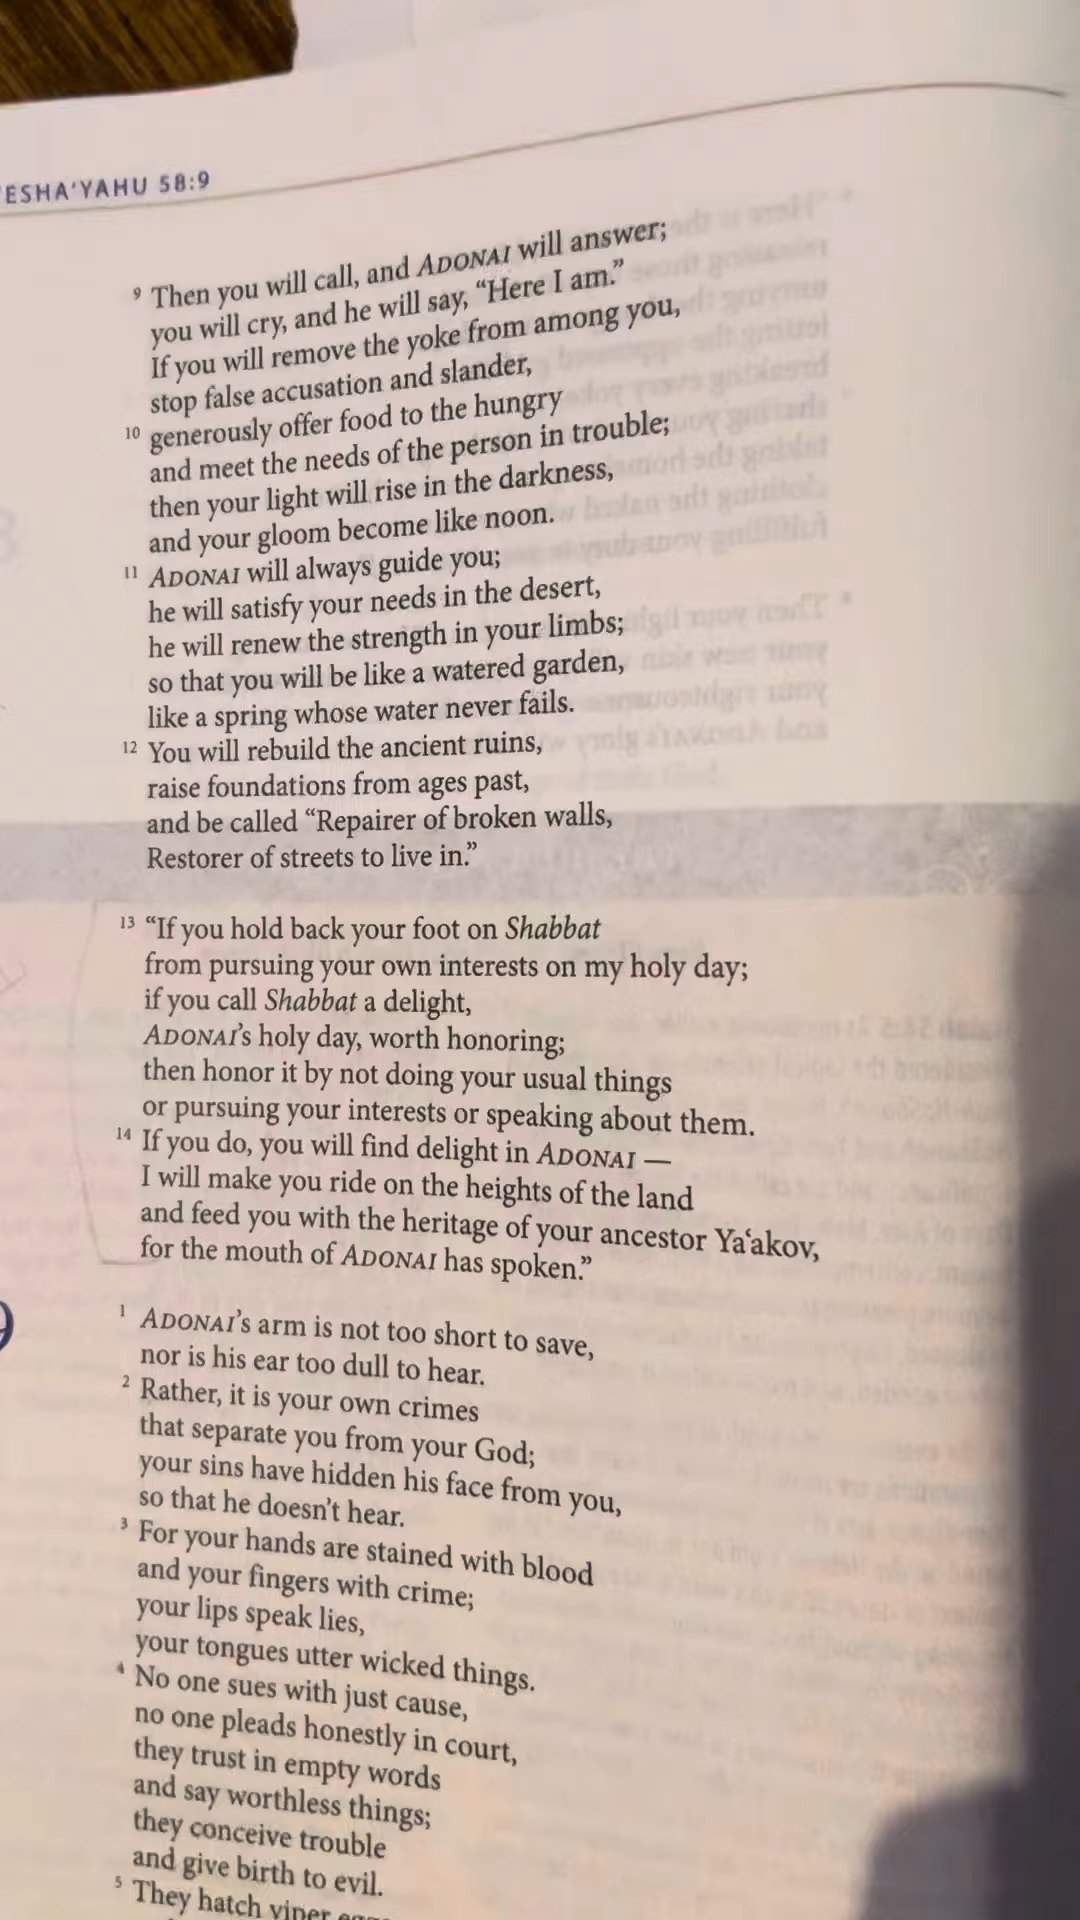 'ESHA'YAHU 58:9
9 Then you will call, and ADONAI will answer;
you will cry, and he will say, “Here I am.”
If you will remove the yoke from among you,
stop false accusation and slander,
10 generously offer food to the hungry
and meet the needs of the person in trouble;
then your light will rise in the darkness,
and your gloom become like noon.
11 ADONAI will always guide you;
he will satisfy your needs in the desert,
he will renew the strength in your limbs;
so that you will be like a watered garden,
like a spring whose water never fails.
12 You will rebuild the ancient ruins,
raise foundations from ages past,
and be called “Repairer of broken walls,
Restorer of streets to live in.”
13 “If you hold back your foot on Shabbat
from pursuing your own interests on my holy day;
if you call Shabbat a delight,
ADONAI's holy day, worth honoring;
then honor it by not doing your usual things
or pursuing your interests or speaking about them.
14 If you do, you will find delight in ADONAI —
I will make you ride on the heights of the land
and feed you with the heritage of your ancestor Ya‘akov,
for the mouth of ADONAI has spoken.”
1 ADONAI's arm is not too short to save,
nor is his ear too dull to hear.
2 Rather, it is your own crimes
that separate you from your God;
your sins have hidden his face from you,
so that he doesn't hear.
3 For your hands are stained with blood
and your fingers with crime;
your lips speak lies,
your tongues utter wicked things.
4 No one sues with just cause,
no one pleads honestly in court,
they trust in empty words
and say worthless things;
they conceive trouble
and give birth to evil.
5 They hatch viper